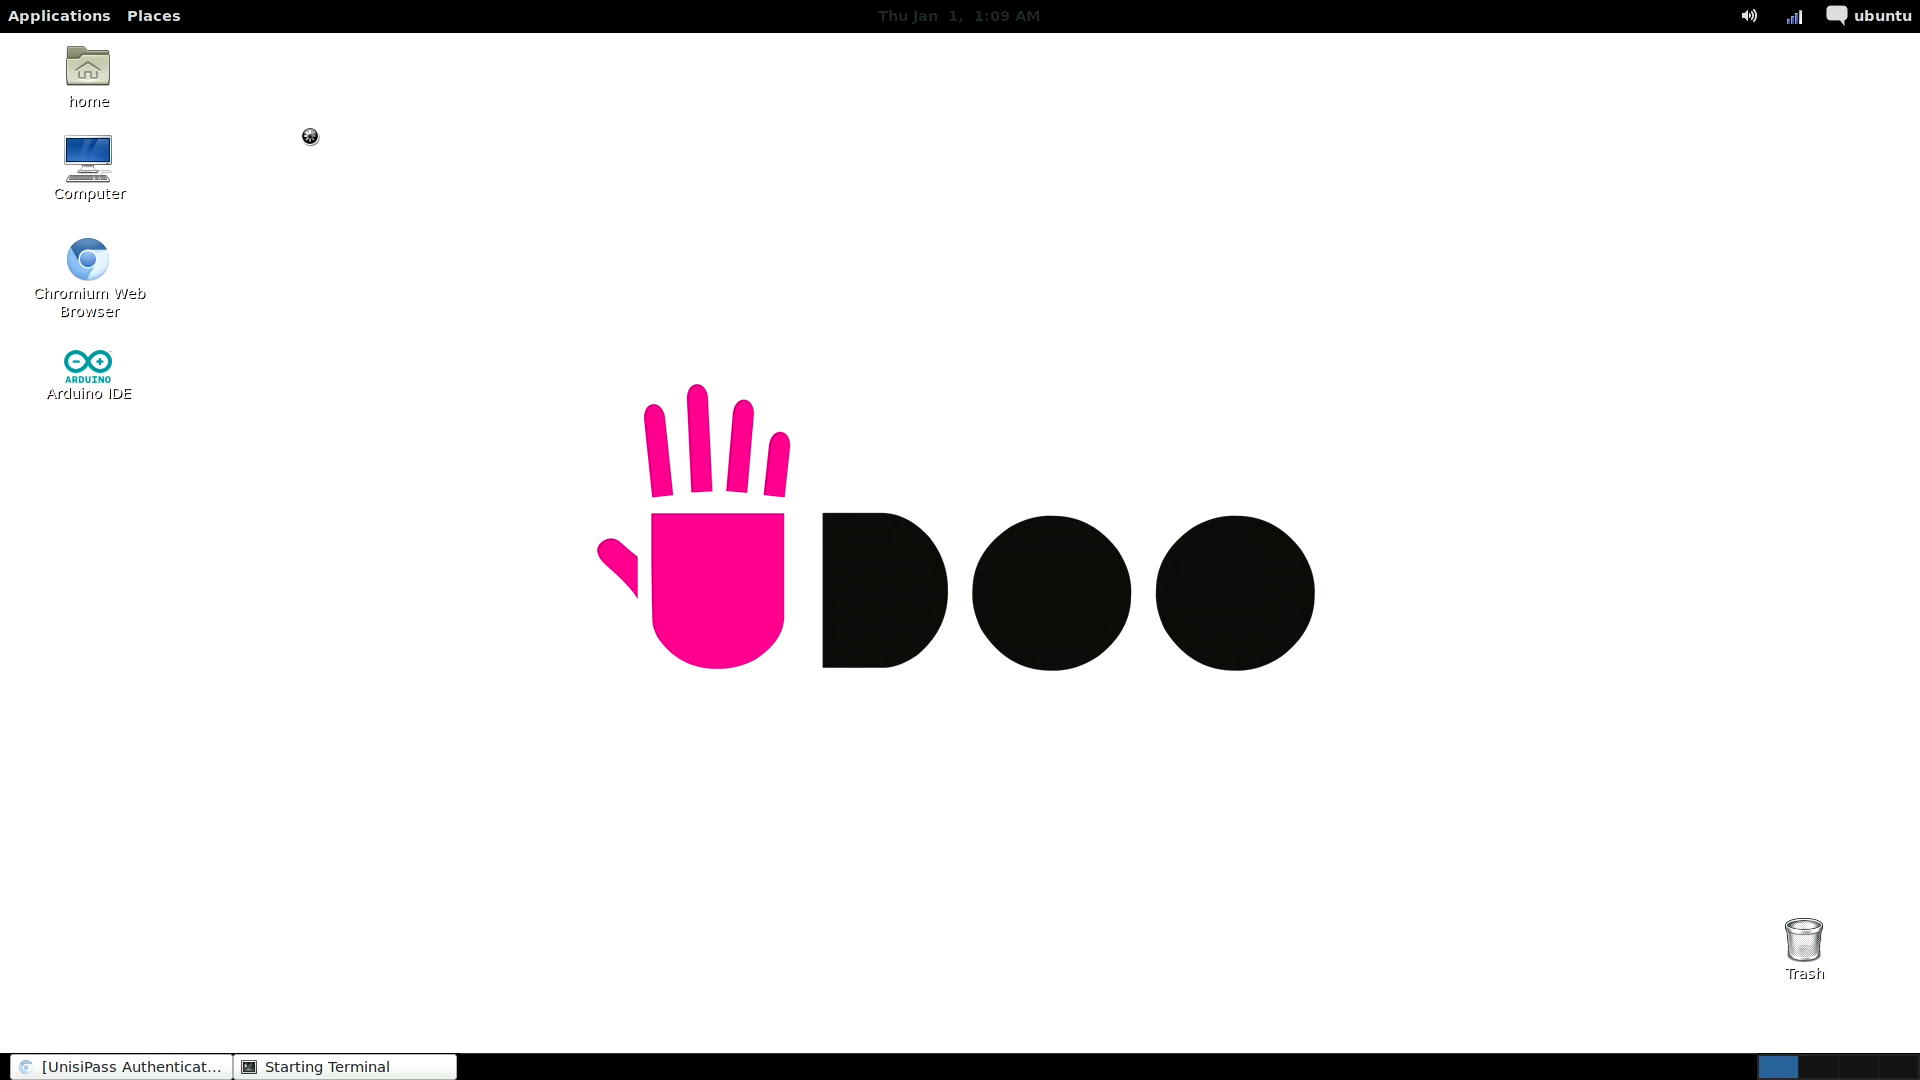 Applications Places Thu Jan 1, 1:09 AM ubuntu
home
Computer
Chromium Web
Browser
ARDUINO
Arduino IDE
UDOO
Trash
[UnisiPass Authenticat... Starting Terminal